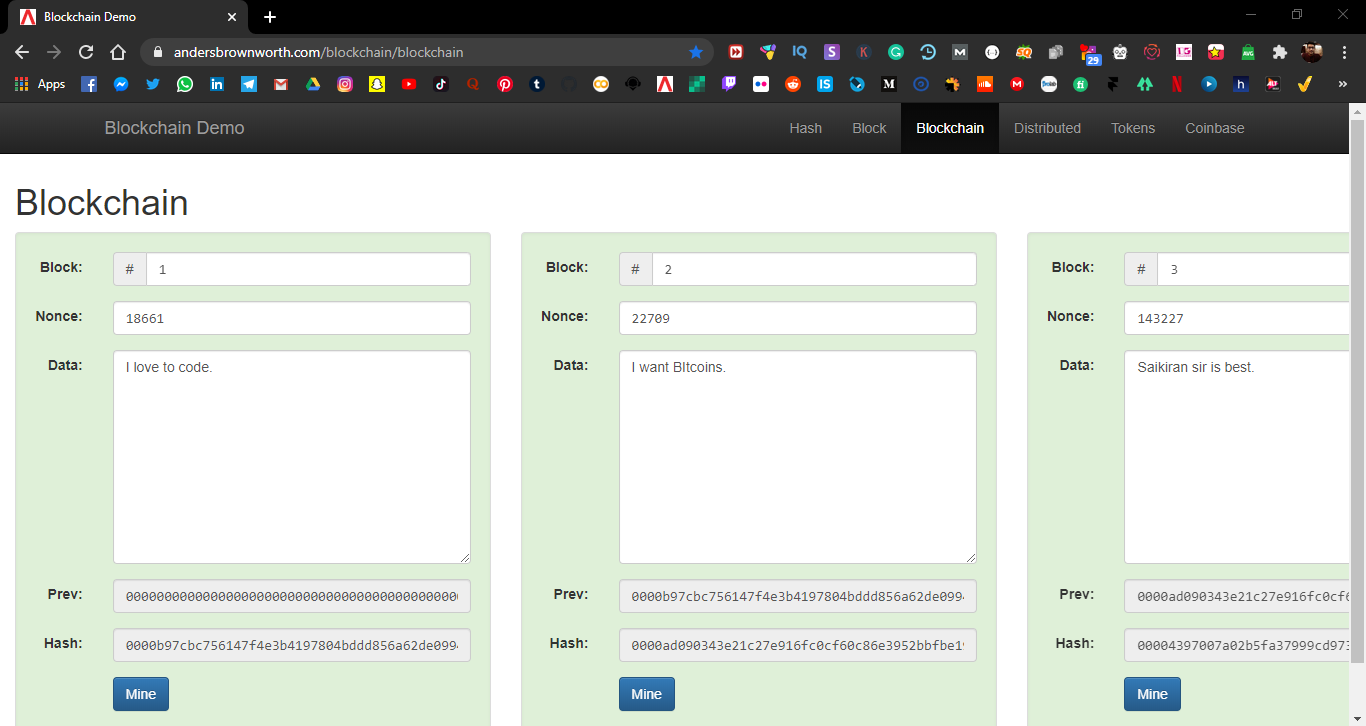 Blockchain Demo
andersbrownworth.com/blockchain/blockchain
29
Apps
Blockchain Demo Hash Block Blockchain Distributed Tokens Coinbase
Blockchain
Block: # 1
Nonce: 18661
Data: I love to code.
Prev: 00000000000000000000000000000000000000000000
Hash: 0000b97cbc756147f4e3b4197804bddd856a62de099
Mine
Block: # 2
Nonce: 22709
Data: I want BItcoins.
Prev: 0000b97cbc756147f4e3b4197804bddd856a62de099
Hash: 0000ad090343e21c27e916fc0cf60c86e3952bbfbe1
Mine
Block: # 3
Nonce: 143227
Data: Saikiran sir is best.
Prev: 0000ad090343e21c27e916fc0cf6
Hash: 00004397007a02b5fa37999cd973
Mine